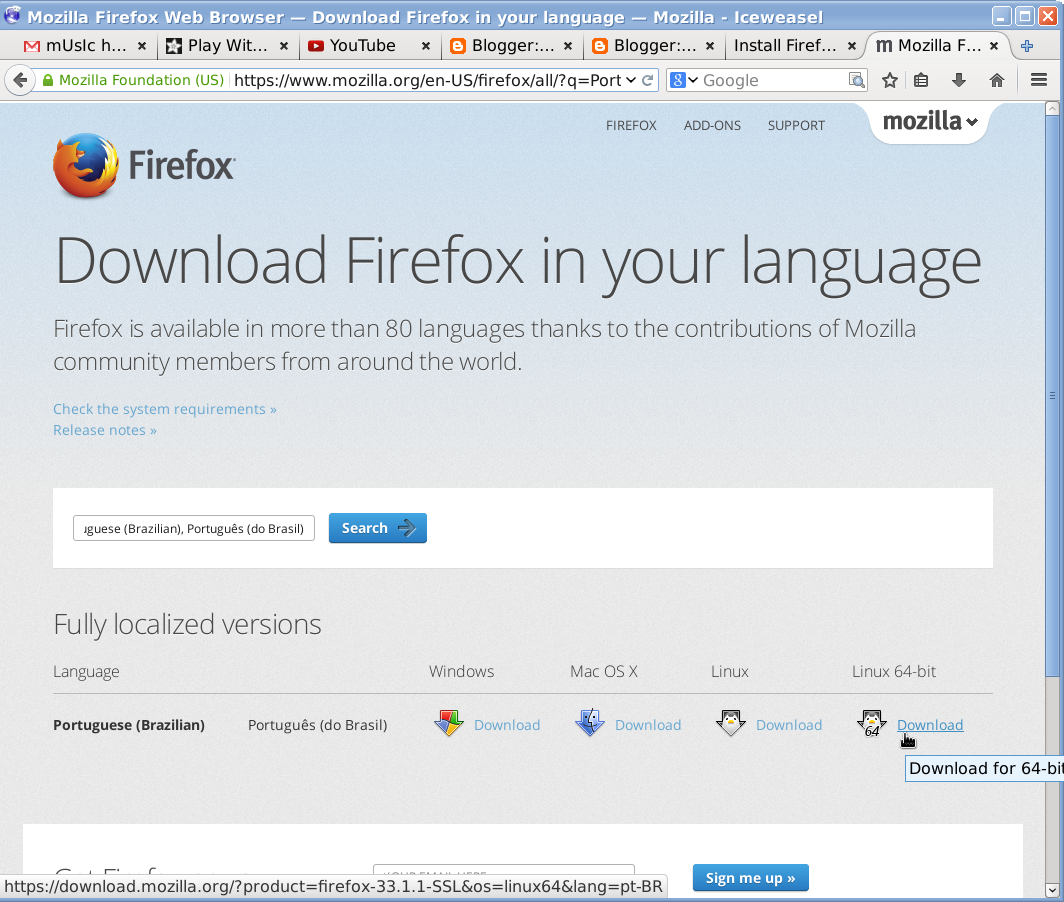 Mozilla Firefox Web Browser — Download Firefox in your language — Mozilla - Iceweasel
mUsIc h... Play Wit... YouTube Blogger:... Blogger:... Install Firef... Mozilla F...
Mozilla Foundation (US) https://www.mozilla.org/en-US/firefox/all/?q=Port Google
FIREFOX ADD-ONS SUPPORT mozilla
Firefox
Download Firefox in your language
Firefox is available in more than 80 languages thanks to the contributions of Mozilla
community members from around the world.
Check the system requirements »
Release notes »
uguese (Brazilian), Português (do Brasil) Search
Fully localized versions
Language Windows Mac OS X Linux Linux 64-bit
Portuguese (Brazilian) Português (do Brasil) Download Download Download 64 Download
Download for 64-bit
Sign me up »
https://download.mozilla.org/?product=firefox-33.1.1-SSL&os=linux64&lang=pt-BR